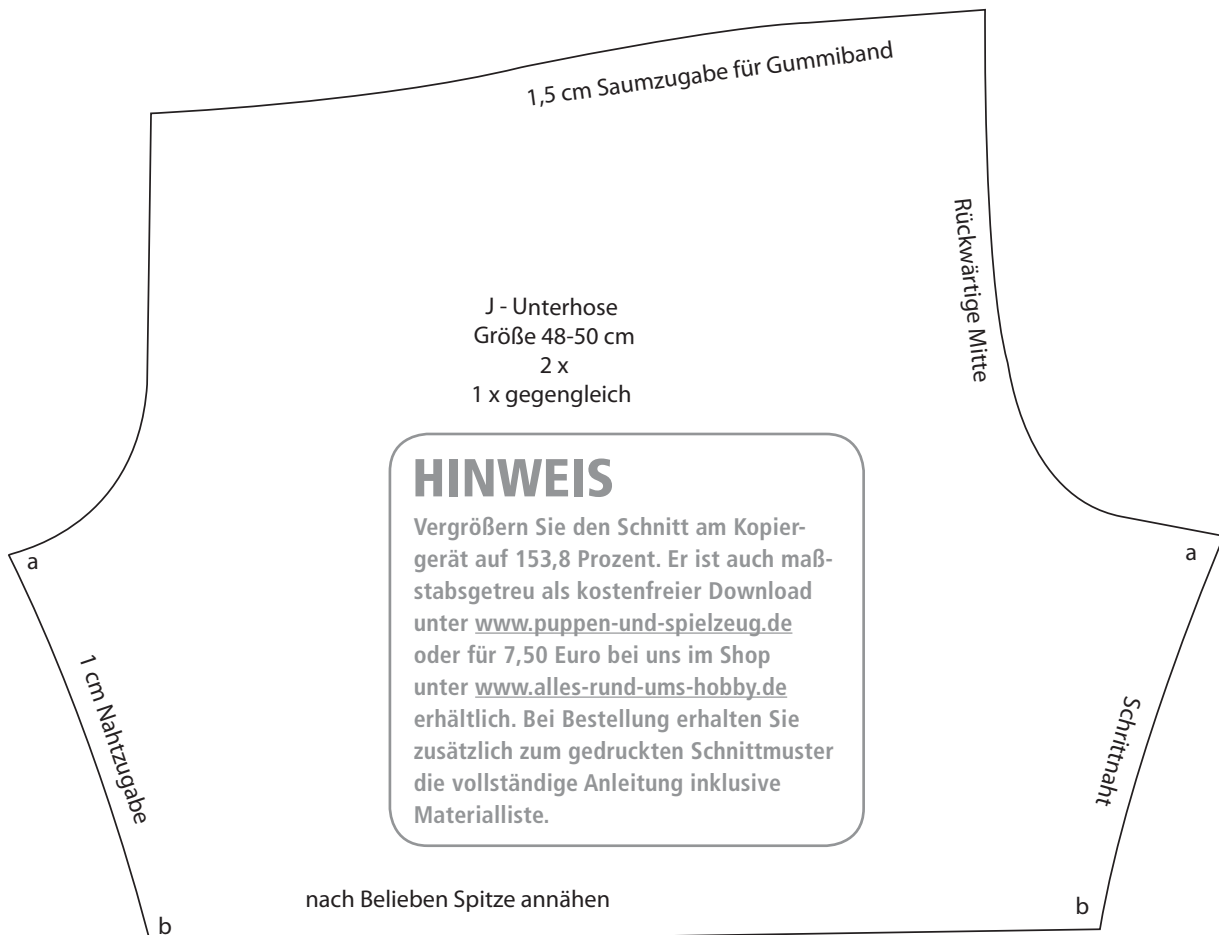 1,5 cm Saumzugabe für Gummiband
Rückwärtige Mitte
J - Unterhose
Größe 48-50 cm
2 x
1 x gegengleich
HINWEIS
Vergrößern Sie den Schnitt am Kopier-
gerät auf 153,8 Prozent. Er ist auch maß-
stabsgetreu als kostenfreier Download
unter www.puppen-und-spielzeug.de
oder für 7,50 Euro bei uns im Shop
unter www.alles-rund-ums-hobby.de
erhältlich. Bei Bestellung erhalten Sie
zusätzlich zum gedruckten Schnittmuster
die vollständige Anleitung inklusive
Materialliste.
a
a
1 cm Nahtzugabe
Schrittnaht
nach Belieben Spitze annähen
b
b